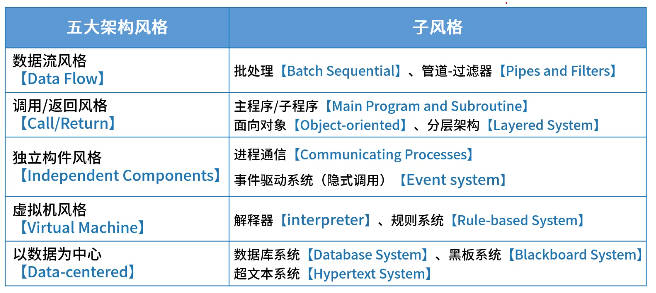 五大架构风格
子风格
数据流风格
【Data Flow】
批处理【Batch Sequential】、管道-过滤器【Pipes and Filters】
调用/返回风格
【Call/Return】
主程序/子程序【Main Program and Subroutine】
面向对象【Object-oriented】、分层架构【Layered System】
独立构件风格
【Independent Components】
进程通信【Communicating Processes】
事件驱动系统（隐式调用）【Event system】
虚拟机风格
【Virtual Machine】
解释器【interpreter】、规则系统【Rule-based System】
以数据为中心
【Data-centered】
数据库系统【Database System】、黑板系统【Blackboard System】
超文本系统【Hypertext System】